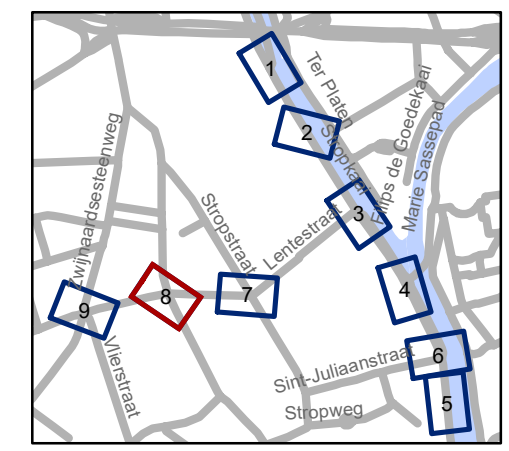 1
Ter Platen
2
Stropkaai
Filips de Goedekaai
Marie Sassepad
Zwijnaardsesteenweg
Stropstraat
Lentestraat
3
4
7
8
9
Vlierstraat
Sint-Juliaanstraat
6
Stropweg
5